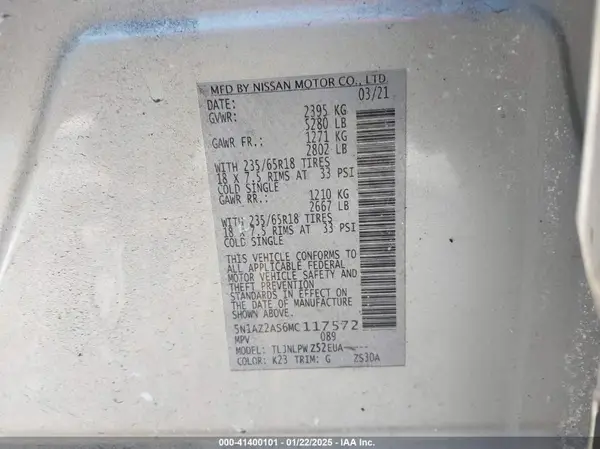 MFD BY NISSAN MOTOR CO., LTD.
DATE: 03/21
GVWR: 2395 KG
5280 LB
GAWR FR.: 1271 KG
2802 LB
WITH 235/65R18 TIRES
18 X 7.5 RIMS AT 33 PSI
COLD SINGLE
GAWR RR.: 1210 KG
2667 LB
WITH 235/65R18 TIRES
18 X 7.5 RIMS AT 33 PSI
COLD SINGLE
THIS VEHICLE CONFORMS TO
ALL APPLICABLE FEDERAL
MOTOR VEHICLE SAFETY AND
THEFT PREVENTION
STANDARDS IN EFFECT ON
THE DATE OF MANUFACTURE
SHOWN ABOVE.
5N1AZ2AS6MC117572
MPV 089
MODEL: TLJNLPWZ52EUA-----
COLOR: K23 TRIM: G ZS3DA
000-41400101 | 01/22/2025 | IAA Inc.